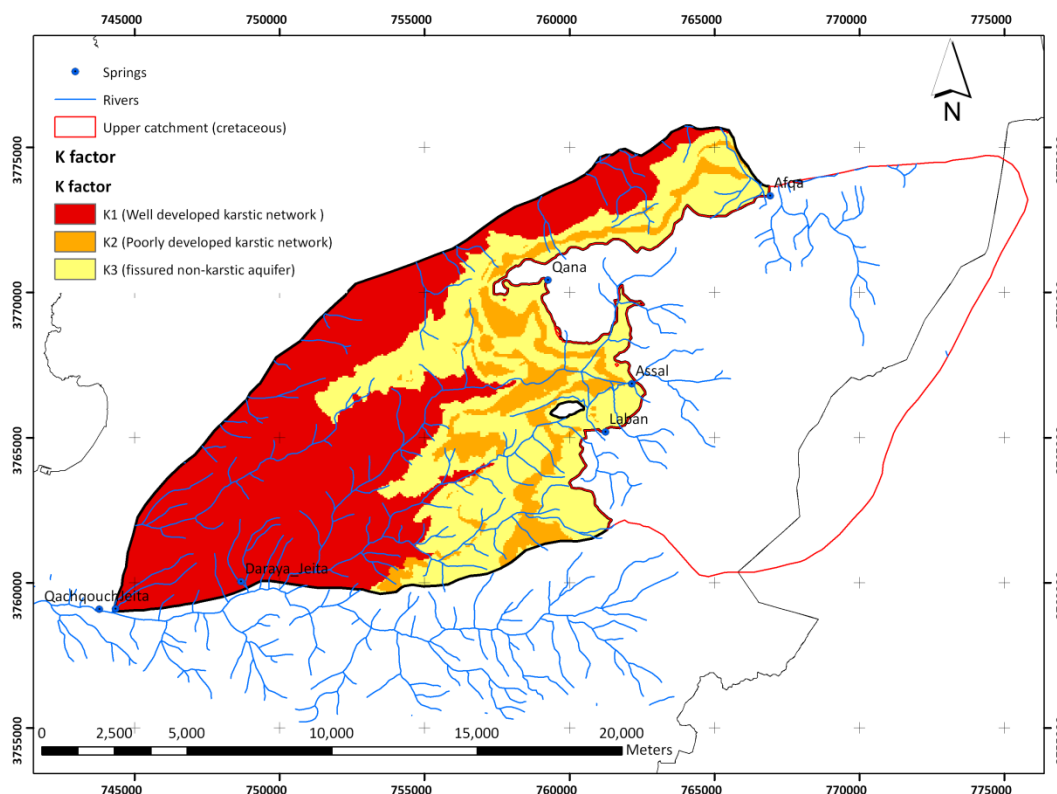 745000 750000 755000 760000 765000 770000 775000
Springs
Rivers
Upper catchment (cretaceous)
K factor
K factor
K1 (Well developed karstic network )
K2 (Poorly developed karstic network)
K3 (fissured non-karstic aquifer)
N
3775000
3770000
3765000
3760000
3755000
Afqa
Qana
Assal
Laban
Daraya_Jeita
Qachqouch
Jeita
0 2,500 5,000 10,000 15,000 20,000
Meters
745000 750000 755000 760000 765000 770000 775000